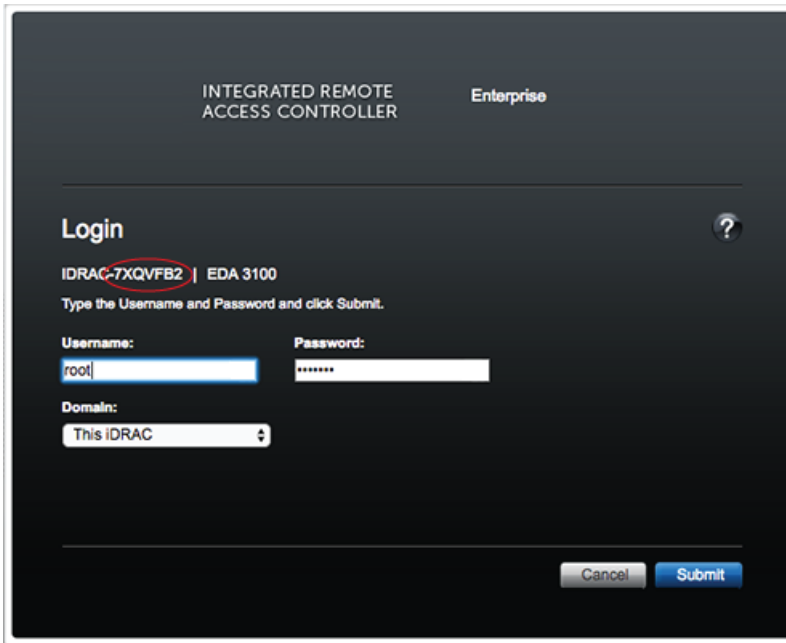 INTEGRATED REMOTE
ACCESS CONTROLLER
Enterprise
Login
?
IDRAC-7XQVFB2 | EDA 3100
Type the Username and Password and click Submit.
Username: Password:
root •••••••
Domain:
This iDRAC
Cancel Submit